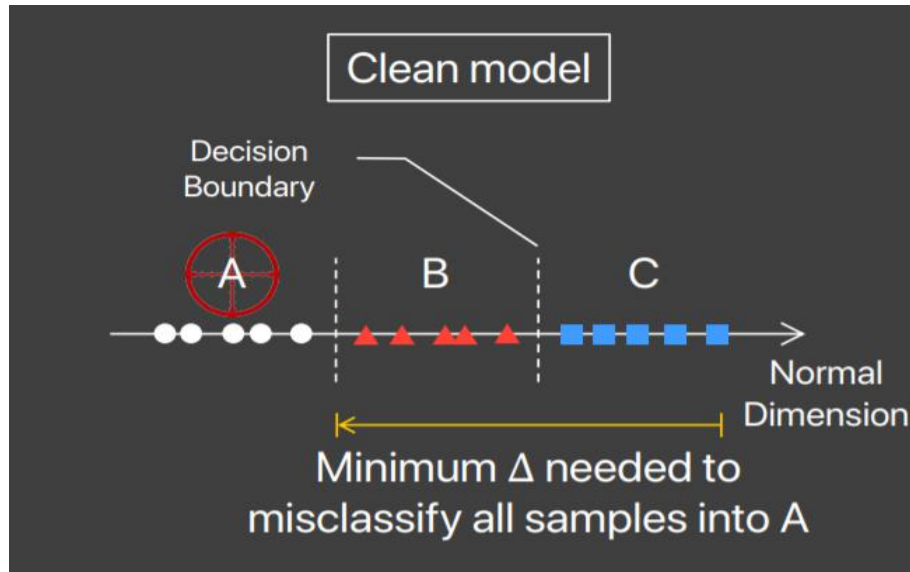 Clean model
Decision
Boundary
A
B
C
Normal
Dimension
Minimum Δ needed to
misclassify all samples into A